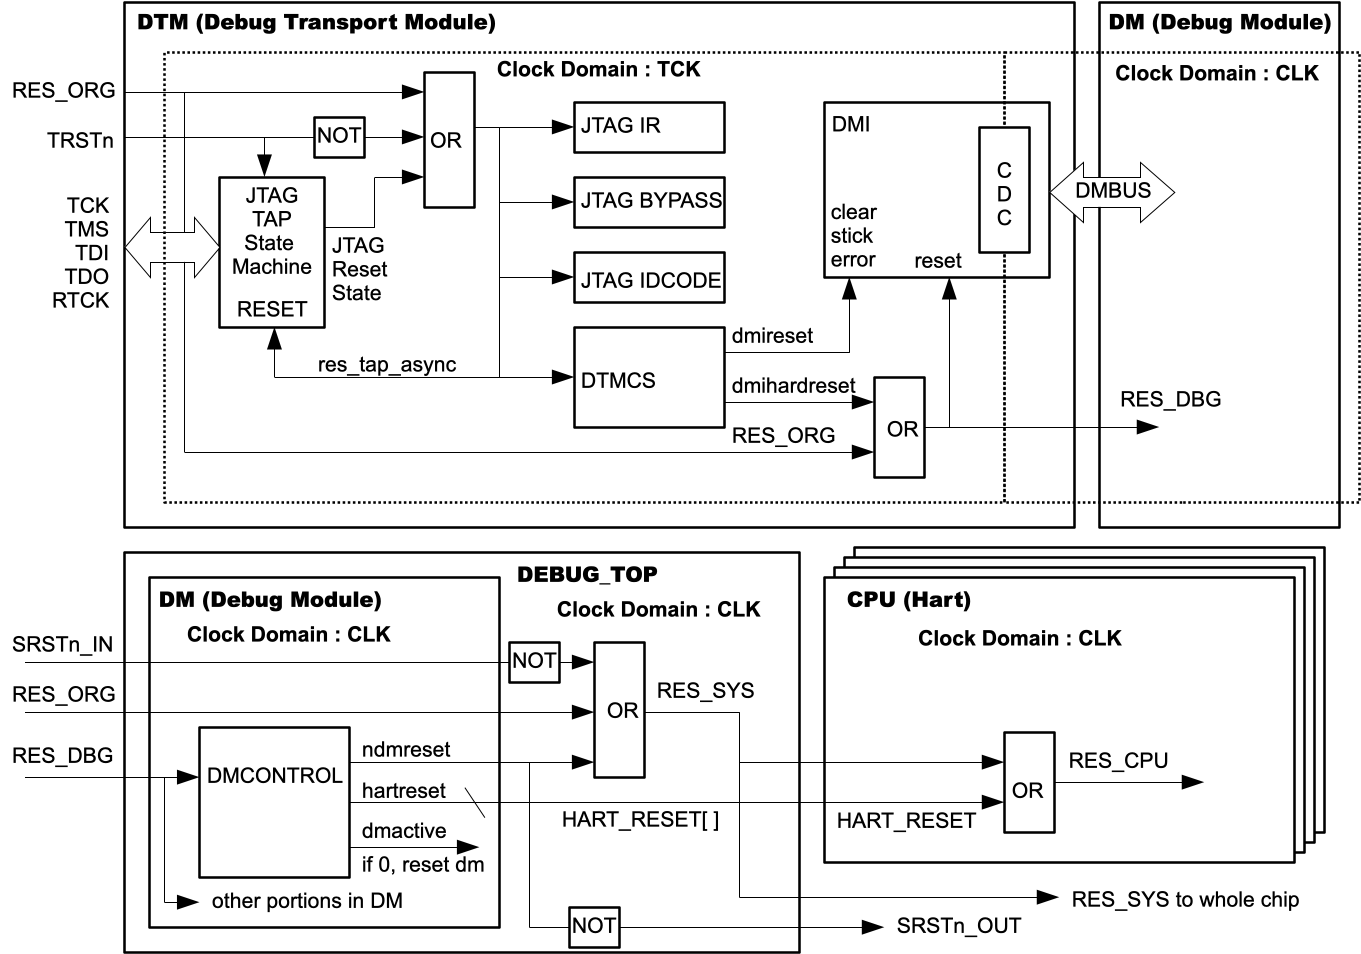 DTM (Debug Transport Module)
DM (Debug Module)
Clock Domain : TCK
Clock Domain : CLK
RES_ORG
TRSTn
NOT
OR
JTAG IR
DMI
C
D
C
DMBUS
TCK
TMS
TDI
TDO
RTCK
JTAG
TAP
State
Machine
RESET
JTAG
Reset
State
JTAG BYPASS
JTAG IDCODE
clear
stick
error
reset
res_tap_async
DTMCS
dmireset
dmihardreset
RES_ORG
OR
RES_DBG
DEBUG_TOP
Clock Domain : CLK
DM (Debug Module)
Clock Domain : CLK
CPU (Hart)
Clock Domain : CLK
SRSTn_IN
NOT
RES_ORG
OR
RES_SYS
RES_DBG
DMCONTROL
ndmreset
hartreset
HART_RESET[ ]
dmactive
if 0, reset dm
other portions in DM
NOT
SRSTn_OUT
HART_RESET
OR
RES_CPU
RES_SYS to whole chip